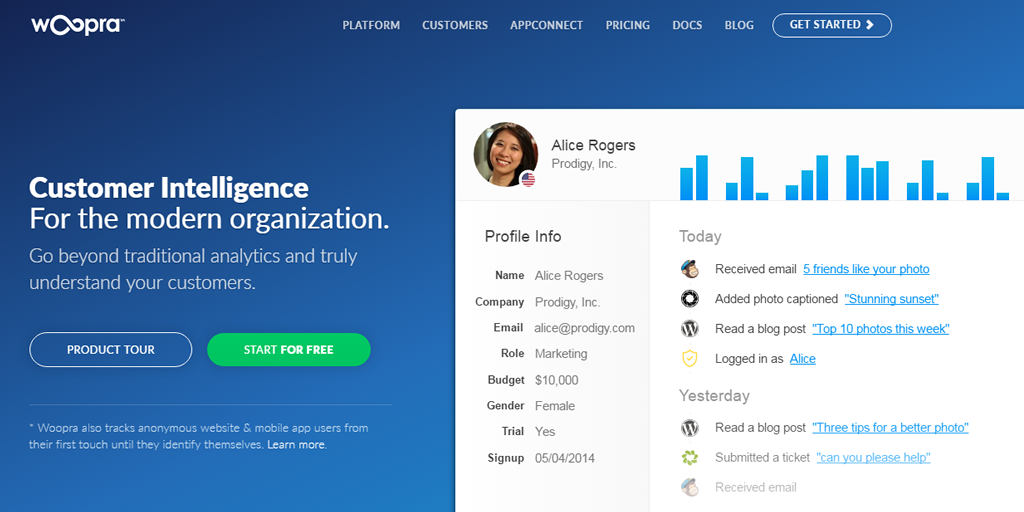 woopra™
PLATFORM CUSTOMERS APPCONNECT PRICING DOCS BLOG GET STARTED
Customer Intelligence
For the modern organization.
Go beyond traditional analytics and truly
understand your customers.
PRODUCT TOUR START FOR FREE
* Woopra also tracks anonymous website & mobile app users from
their first touch until they identify themselves. Learn more.
Alice Rogers
Prodigy, Inc.
Profile Info
Name Alice Rogers
Company Prodigy, Inc.
Email alice@prodigy.com
Role Marketing
Budget $10,000
Gender Female
Trial Yes
Signup 05/04/2014
Today
Received email 5 friends like your photo
Added photo captioned "Stunning sunset"
Read a blog post "Top 10 photos this week"
Logged in as Alice
Yesterday
Read a blog post "Three tips for a better photo"
Submitted a ticket "can you please help"
Received email